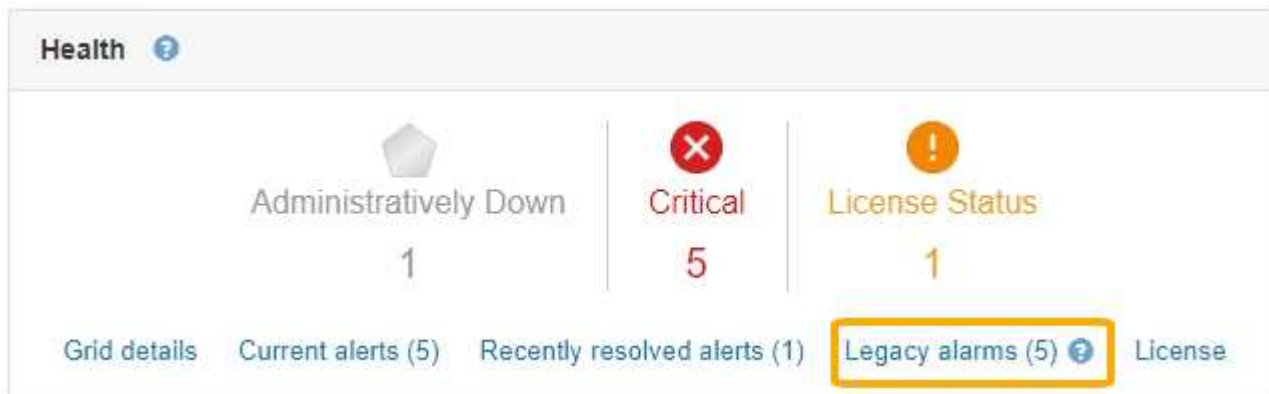 Health
Administratively Down Critical License Status
1 5 1
Grid details Current alerts (5) Recently resolved alerts (1) Legacy alarms (5) License